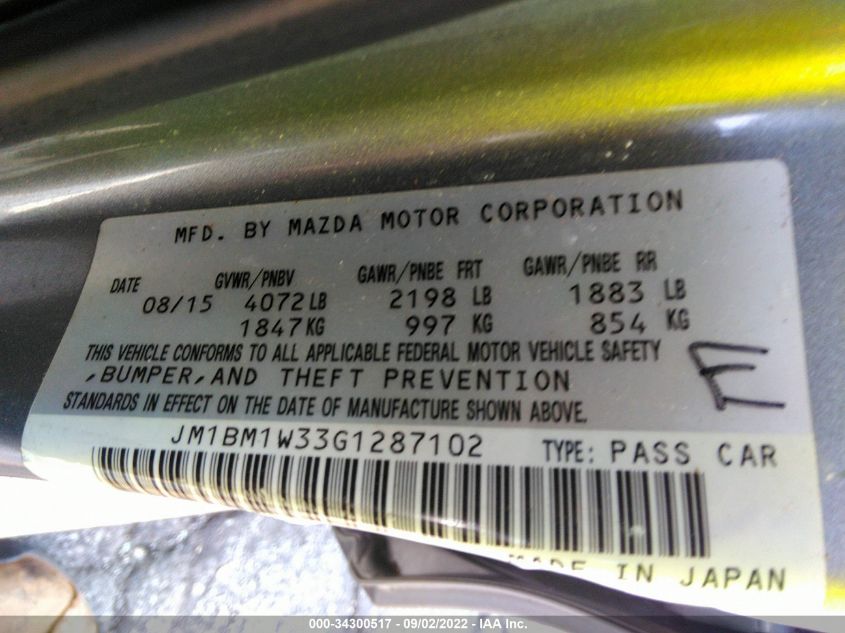 MFD. BY MAZDA MOTOR CORPORATION
DATE GVWR/PNBV GAWR/PNBE FRT GAWR/PNBE RR
08/15 4072 LB 2198 LB 1883 LB
1847 KG 997 KG 854 KG
THIS VEHICLE CONFORMS TO ALL APPLICABLE FEDERAL MOTOR VEHICLE SAFETY
,BUMPER,AND THEFT PREVENTION
STANDARDS IN EFFECT ON THE DATE OF MANUFACTURE SHOWN ABOVE.
E
JM1BM1W33G1287102 TYPE: PASS CAR
MADE IN JAPAN
000-34300517 - 09/02/2022 - IAA Inc.